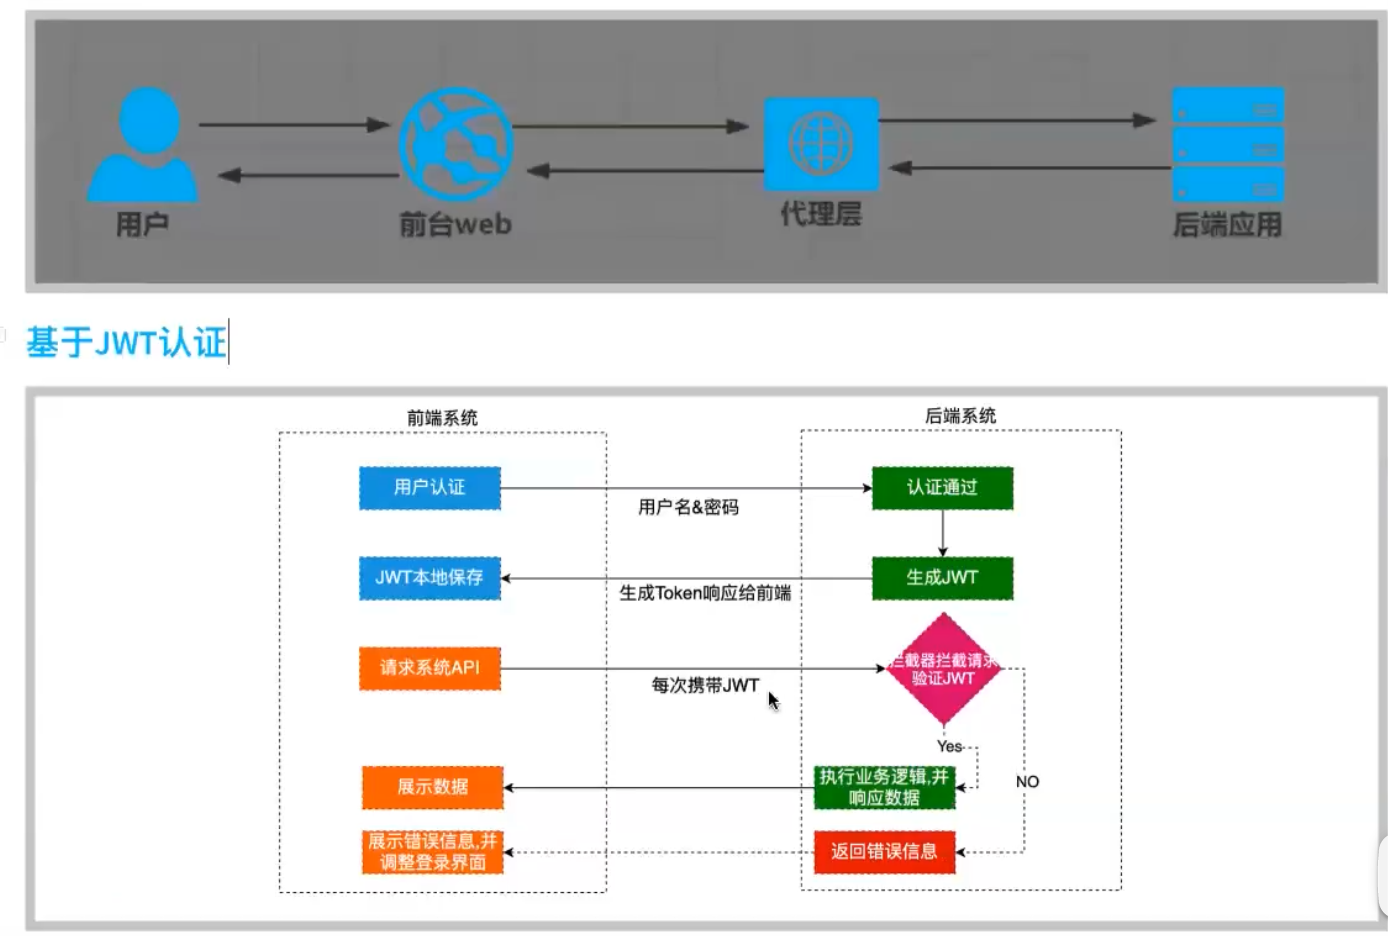 用户
前台web
代理层
后端应用
基于JWT认证
前端系统
后端系统
用户认证
用户名&密码
认证通过
JWT本地保存
生成Token响应给前端
生成JWT
请求系统API
每次携带JWT
拦截器拦截请求
验证JWT
Yes
NO
展示数据
执行业务逻辑,并
响应数据
展示错误信息,并
调整登录界面
返回错误信息